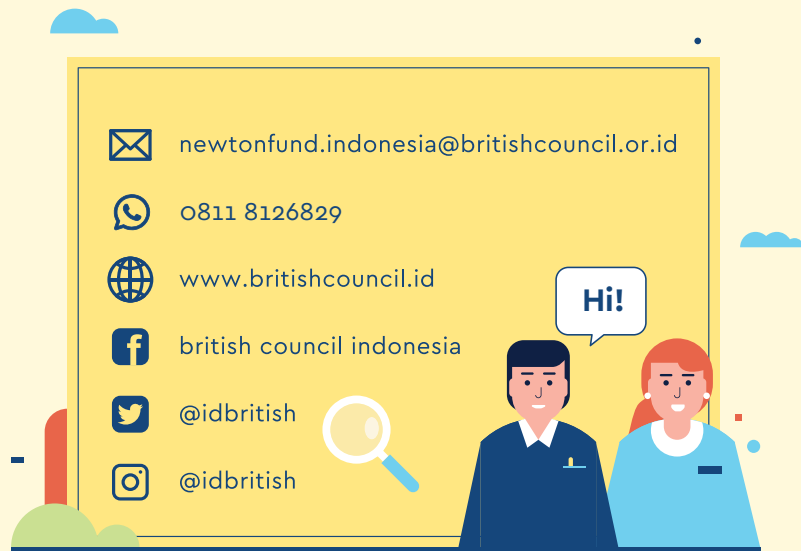 newtonfund.indonesia@britishcouncil.or.id
0811 8126829
www.britishcouncil.id
british council indonesia
@idbritish
@idbritish
Hi!